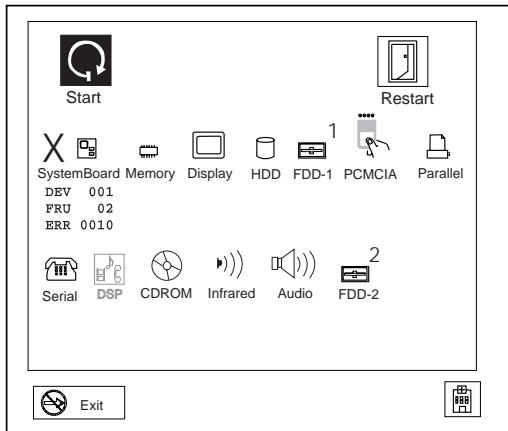 Start Restart
1
X
SystemBoard Memory Display HDD FDD-1 PCMCIA Parallel
DEV 001
FRU 02
ERR 0010
2
Serial DSP CDROM Infrared Audio FDD-2
Exit